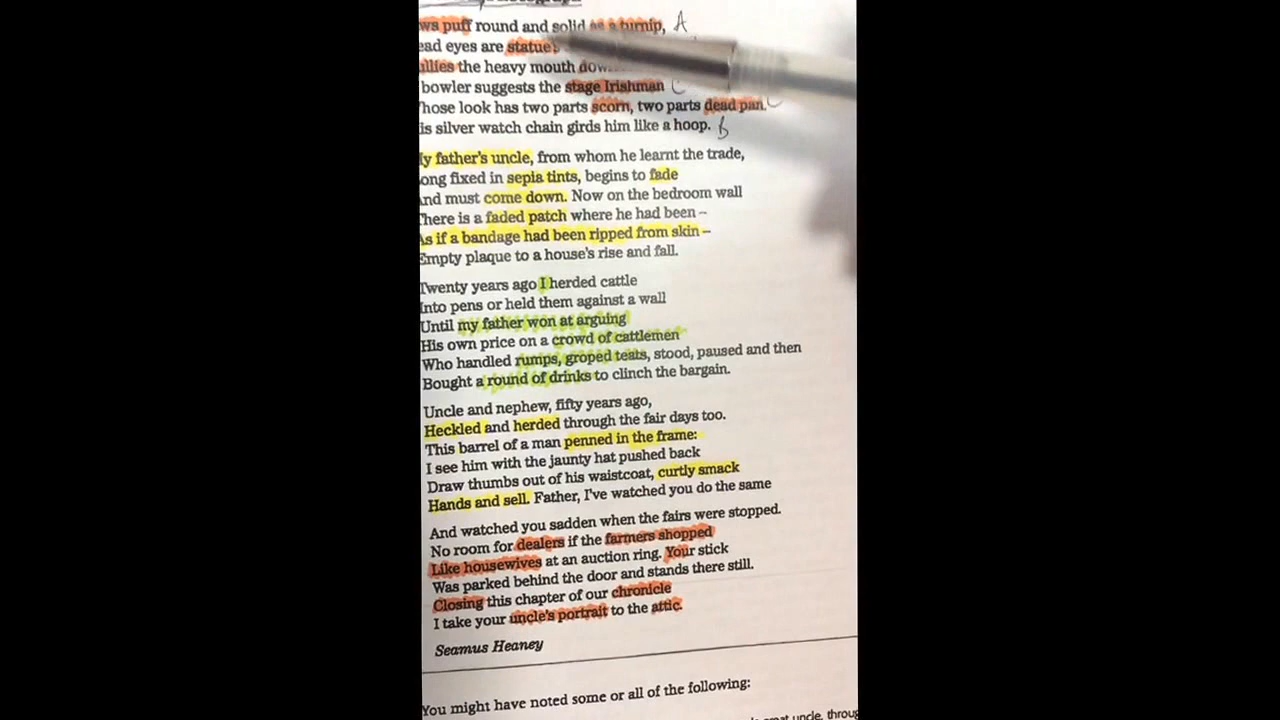 puff round and solid as a turnip, A
eyes are statue's
the heavy mouth
bowler suggests the stage Irishman C
hose look has two parts scorn, two parts dead pan. C
is silver watch chain girds him like a hoop. B
y father's uncle, from whom he learnt the trade,
ong fixed in sepia tints, begins to fade
And must come down. Now on the bedroom wall
There is a faded patch where he had been –
As if a bandage had been ripped from skin –
Empty plaque to a house's rise and fall.
Twenty years ago I herded cattle
Into pens or held them against a wall
Until my father won at arguing
His own price on a crowd of cattlemen
Who handled rumps, groped teats, stood, paused and then
Bought a round of drinks to clinch the bargain.
Uncle and nephew, fifty years ago,
Heckled and herded through the fair days too.
This barrel of a man penned in the frame:
I see him with the jaunty hat pushed back
Draw thumbs out of his waistcoat, curtly smack
Hands and sell. Father, I've watched you do the same
And watched you sadden when the fairs were stopped.
No room for dealers if the farmers shopped
Like housewives at an auction ring. Your stick
Was parked behind the door and stands there still.
Closing this chapter of our chronicle
I take your uncle's portrait to the attic.
Seamus Heaney
You might have noted some or all of the following:
uncle, throug